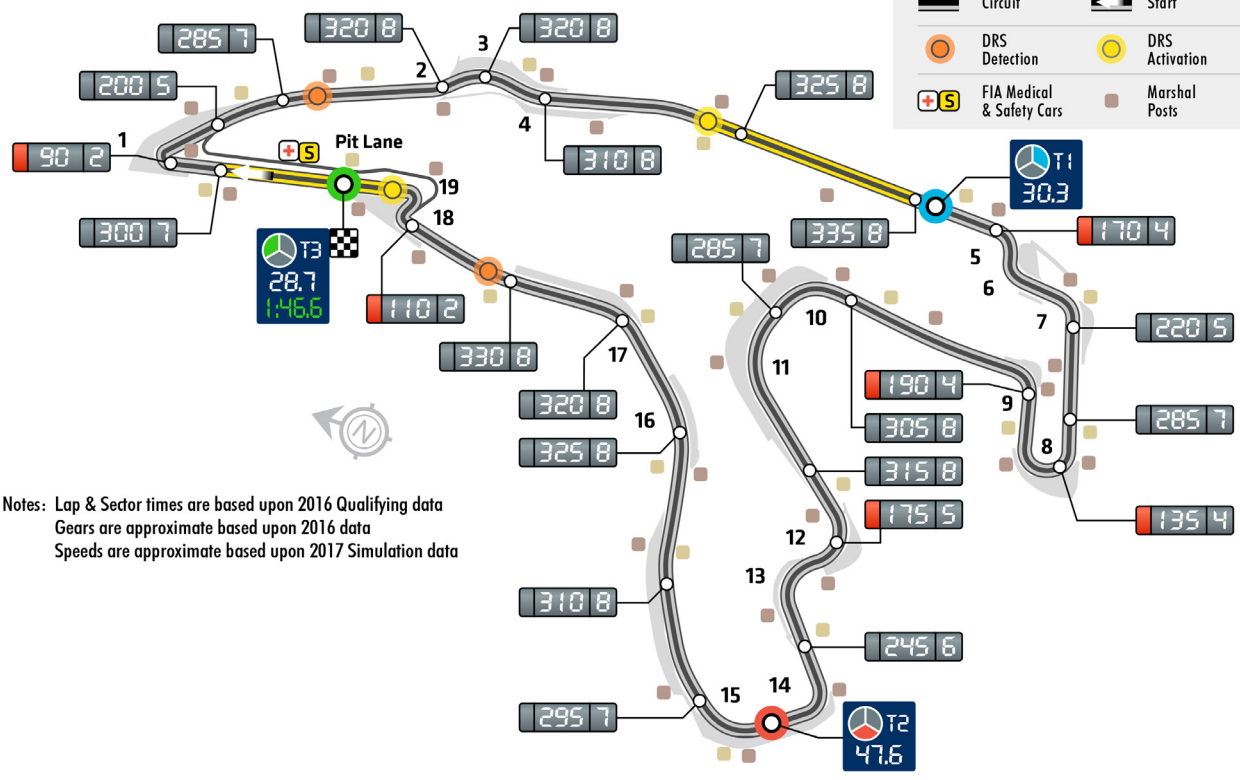 Circuit
Start
DRS
Detection
DRS
Activation
FIA Medical
& Safety Cars
Marshal
Posts
S
285 7
320 8
3
320 8
2
200 5
4
325 8
1
90 2
S
Pit Lane
310 8
T1
30.3
19
18
300 7
T3
28.7
1:46.6
335 8
170 4
5
285 7
6
110 2
10
7
220 5
330 8
17
11
190 4
9
320 8
16
305 8
285 7
325 8
8
N
315 8
175 5
135 4
12
Notes: Lap & Sector times are based upon 2016 Qualifying data
Gears are approximate based upon 2016 data
Speeds are approximate based upon 2017 Simulation data
13
310 8
245 6
14
15
295 7
T2
47.6